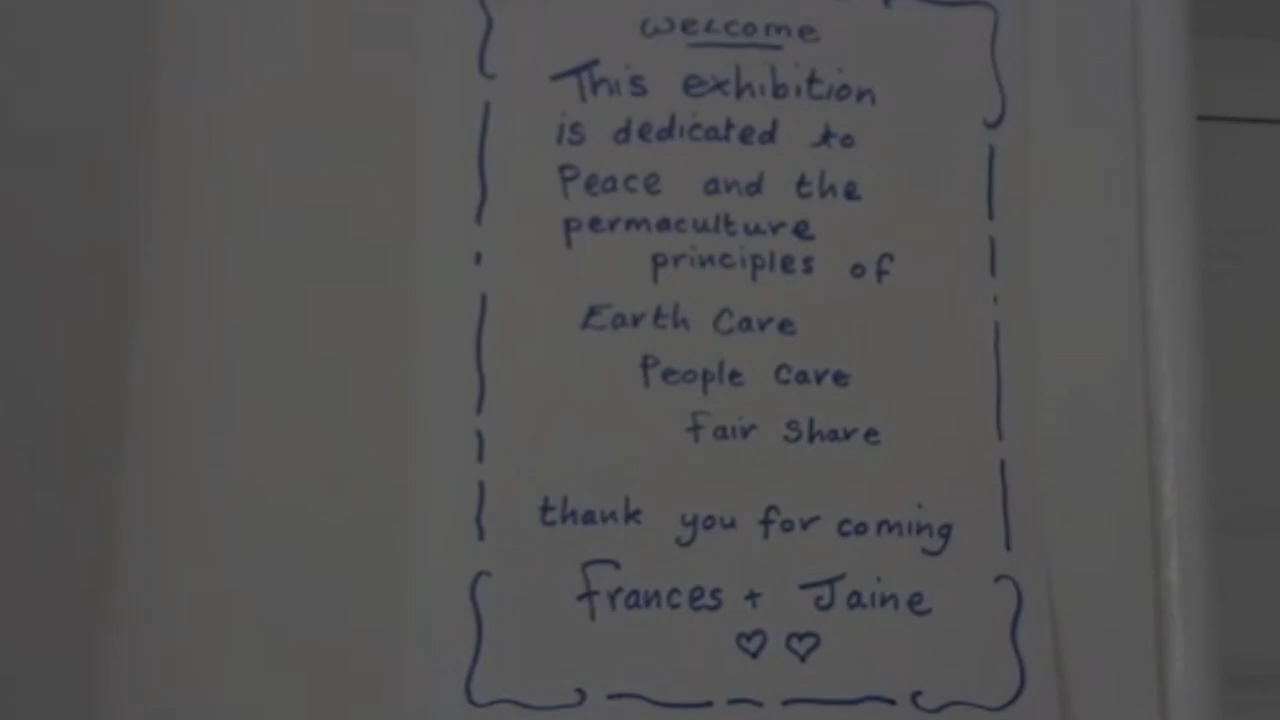 welcome
This exhibition
is dedicated to
Peace and the
permaculture
principles of
Earth Care
People Care
Fair Share
thank you for coming
Frances + Jaine
♡ ♡